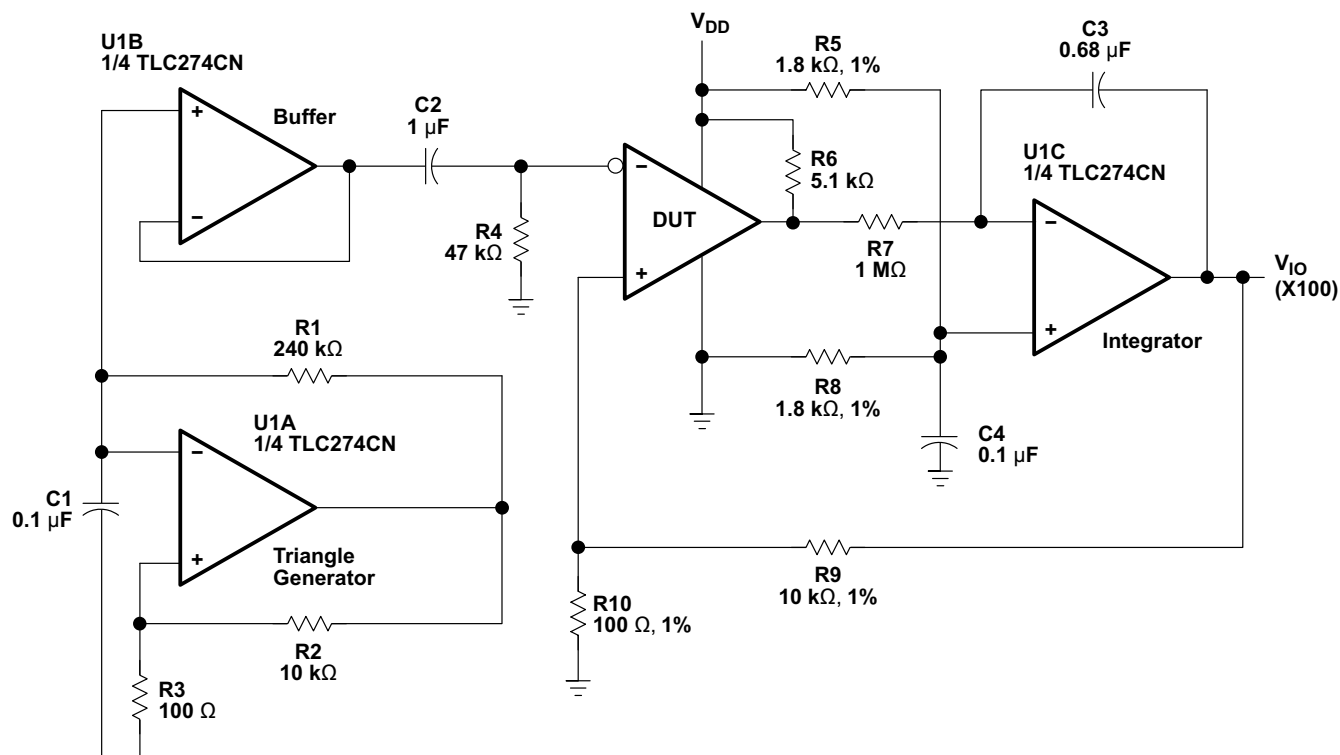 U1B
1/4 TLC274CN
Buffer
C2
1 µF
R4
47 kΩ
VDD
R5
1.8 kΩ, 1%
C3
0.68 µF
R6
5.1 kΩ
U1C
1/4 TLC274CN
DUT
R7
1 MΩ
VIO
(X100)
Integrator
R8
1.8 kΩ, 1%
C4
0.1 µF
R1
240 kΩ
U1A
1/4 TLC274CN
C1
0.1 µF
Triangle
Generator
R2
10 kΩ
R3
100 Ω
R9
10 kΩ, 1%
R10
100 Ω, 1%